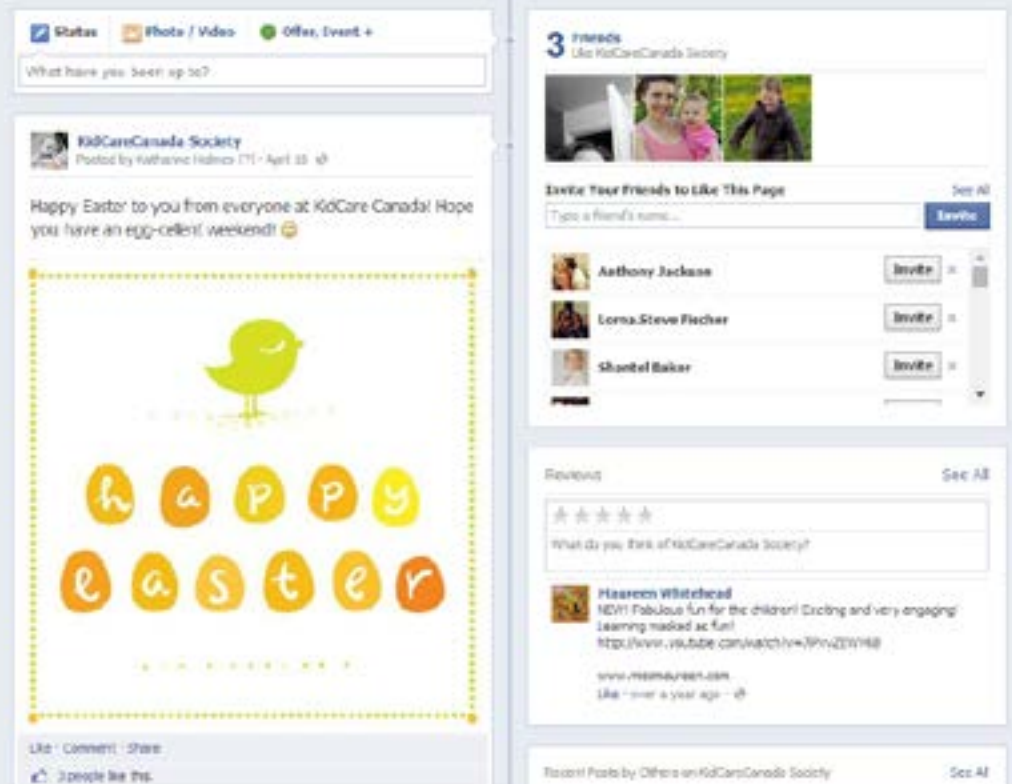 Status Photo / Video Offer, Event +
What have you been up to?
KidCareCanada Society
Posted by Katharine Holmes [?] · April 18
Happy Easter to you from everyone at KidCare Canada! Hope
you have an egg-cellent weekend!
happy
easter
Like · Comment · Share
3 people like this.
3 Friends
Like KidCareCanada Society
Invite Your Friends to Like This Page See All
Type a friend's name... Invite
Anthony Jackson Invite
Lorna.Steve Fischer Invite
Shantel Baker Invite
Reviews See All
What do you think of KidCareCanada Society?
Maureen Whitehead
NEW! Fabulous fun for the children! Exciting and very engaging!
Learning masked as fun!
www.missmaureen.com
Like · over a year ago
Recent Posts by Others on KidCareCanada Society See All